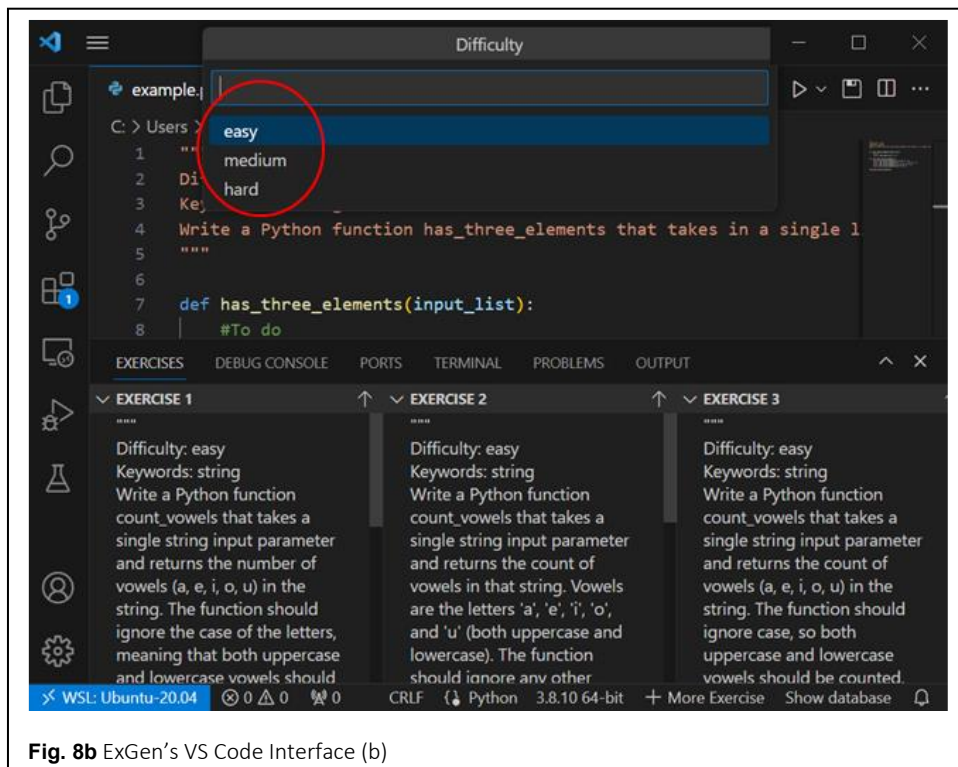 Difficulty
example.p
C: > Users >
easy
medium
hard
1 """
2 Di
3 Key
4 Write a Python function has_three_elements that takes in a single l
5 """
6
7 def has_three_elements(input_list):
8 #To do
1
EXERCISES DEBUG CONSOLE PORTS TERMINAL PROBLEMS OUTPUT
EXERCISE 1
"""
Difficulty: easy
Keywords: string
Write a Python function
count_vowels that takes a
single string input parameter
and returns the number of
vowels (a, e, i, o, u) in the
string. The function should
ignore the case of the letters,
meaning that both uppercase
and lowercase vowels should
EXERCISE 2
"""
Difficulty: easy
Keywords: string
Write a Python function
count_vowels that takes a
single string input parameter
and returns the count of
vowels in that string. Vowels
are the letters 'a', 'e', 'i', 'o',
and 'u' (both uppercase and
lowercase). The function
should ignore any other
EXERCISE 3
"""
Difficulty: easy
Keywords: string
Write a Python function
count_vowels that takes a
single string input parameter
and returns the count of
vowels (a, e, i, o, u) in the
string. The function should
ignore case, so both
uppercase and lowercase
vowels should be counted.
WSL: Ubuntu-20.04 0 0 0 CRLF Python 3.8.10 64-bit + More Exercise Show database
Fig. 8b ExGen's VS Code Interface (b)